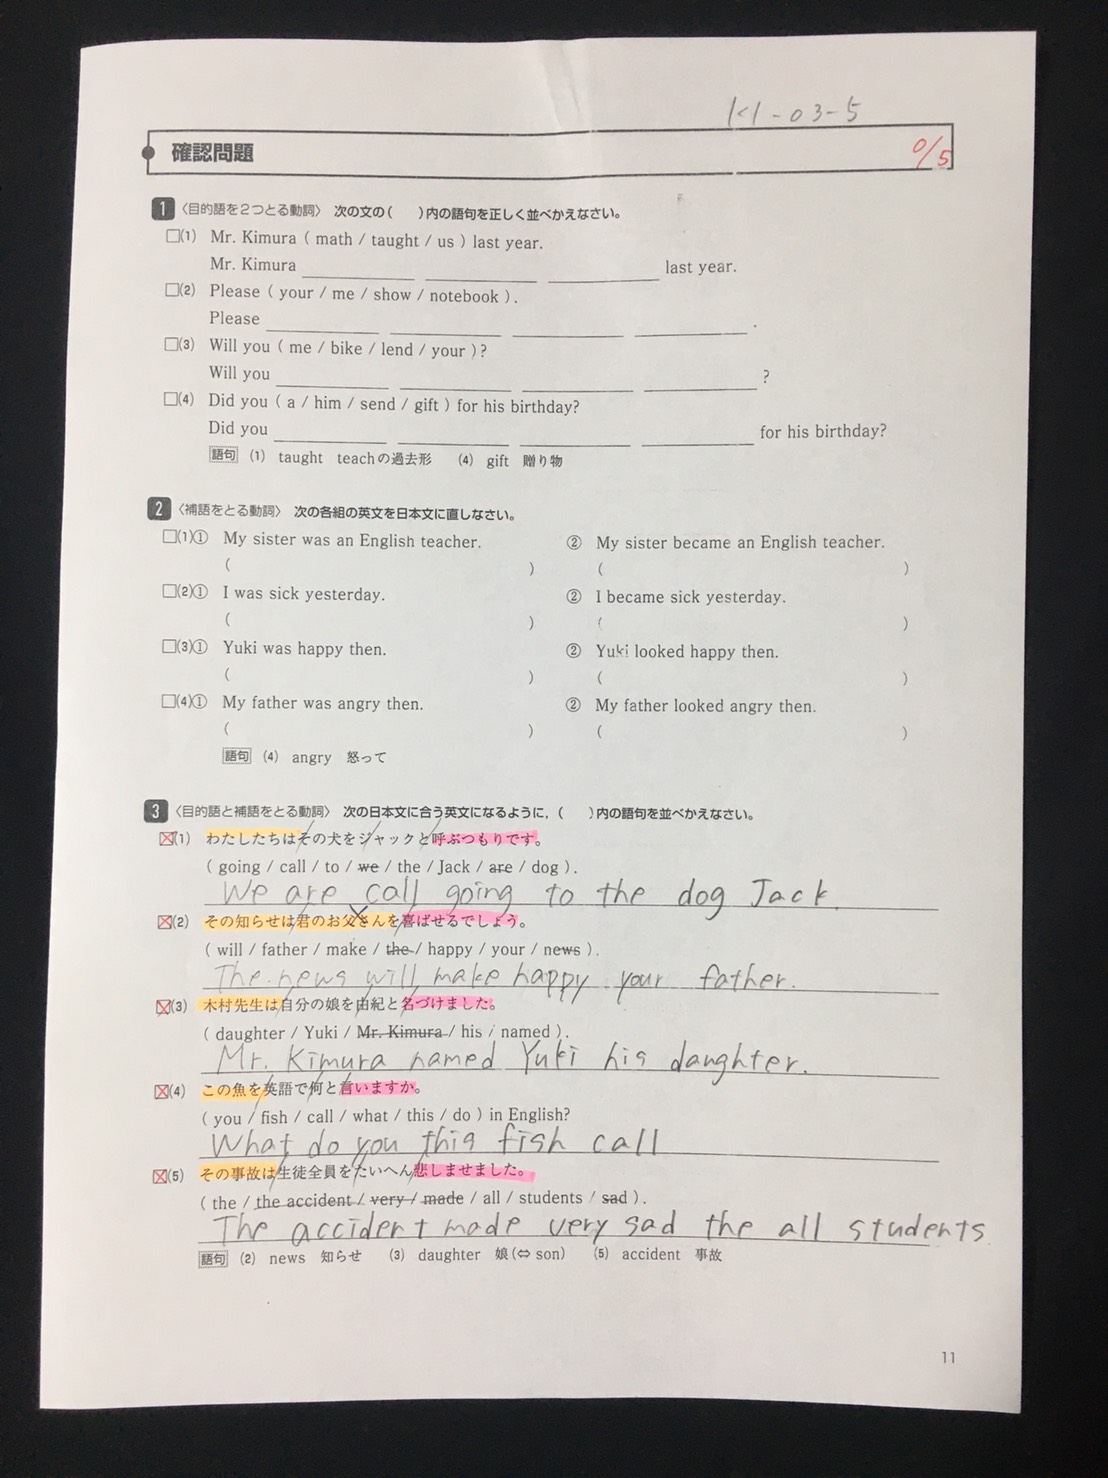 K1-03-5
確認問題
0/5
1 〈目的語を2つとる動詞〉 次の文の( )内の語句を正しく並べかえなさい。
□(1) Mr. Kimura ( math / taught / us ) last year.
Mr. Kimura ___ ___ ___ last year.
□(2) Please ( your / me / show / notebook ).
Please ___ ___ ___ ___ .
□(3) Will you ( me / bike / lend / your )?
Will you ___ ___ ___ ___ ?
□(4) Did you ( a / him / send / gift ) for his birthday?
Did you ___ ___ ___ ___ for his birthday?
語句 (1) taught teachの過去形 (4) gift 贈り物
2 〈補語をとる動詞〉 次の各組の英文を日本文に直しなさい。
□(1)① My sister was an English teacher. ② My sister became an English teacher.
( ) ( )
□(2)① I was sick yesterday. ② I became sick yesterday.
( ) ( )
□(3)① Yuki was happy then. ② Yuki looked happy then.
( ) ( )
□(4)① My father was angry then. ② My father looked angry then.
( ) ( )
語句 (4) angry 怒って
3 〈目的語と補語をとる動詞〉 次の日本文に合う英文になるように,( )内の語句を並べかえなさい。
□(1) わたしたちはその犬をジャックと呼ぶつもりです。
( going / call / to / we / the / Jack / are / dog ).
We are call going to the dog Jack.
□(2) その知らせは君のお父さんを喜ばせるでしょう。
( will / father / make / the / happy / your / news ).
The news will make happy your father.
□(3) 木村先生は自分の娘を由紀と名づけました。
( daughter / Yuki / Mr. Kimura / his / named ).
Mr. Kimura named Yuki his daughter.
□(4) この魚を英語で何と言いますか。
( you / fish / call / what / this / do ) in English?
What do you this fish call
□(5) その事故は生徒全員をたいへん悲しませました。
( the / the accident / very / made / all / students / sad ).
The accident made very sad the all students
語句 (2) news 知らせ (3) daughter 娘(⇔ son) (5) accident 事故
11